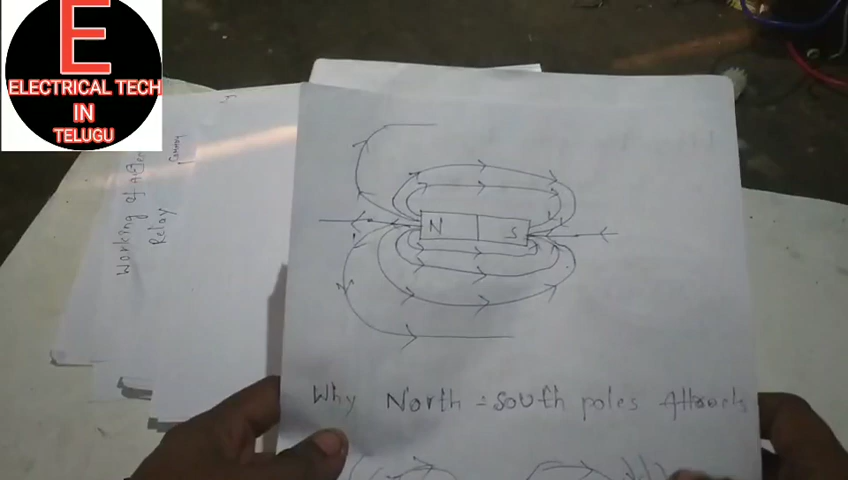 E
ELECTRICAL TECH
IN
TELUGU
Working of
Relay
N S
Why North - south poles Attracts